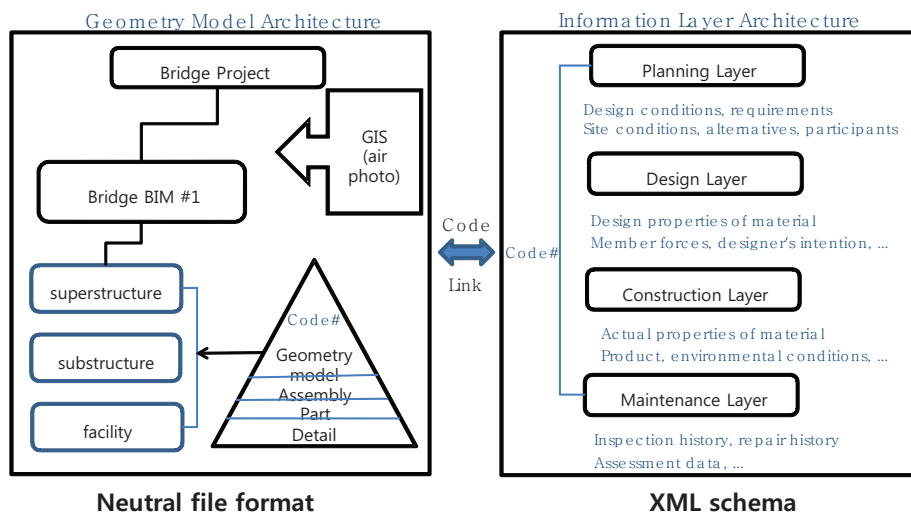 Geometry Model Architecture
Bridge Project
GIS
(air
photo)
Bridge BIM #1
superstructure
substructure
facility
Code#
Geometry
model
Assembly
Part
Detail
Neutral file format
Code
Link
Information Layer Architecture
Code#
Planning Layer
Design conditions, requirements
Site conditions, alternatives, participants
Design Layer
Design properties of material
Member forces, designer's intention, ...
Construction Layer
Actual properties of material
Product, environmental conditions, ...
Maintenance Layer
Inspection history, repair history
Assessment data, ...
XML schema